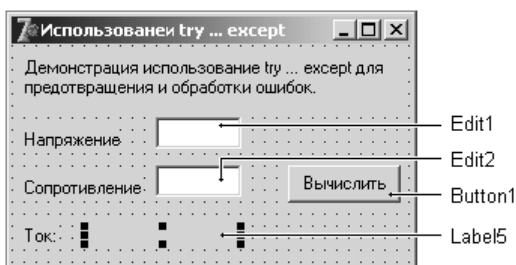 Использованеи try ... except
Демонстрация использование try ... except для
предотвращения и обработки ошибок.
Напряжение
Edit1
Edit2
Сопротивление
Вычислить
Button1
Ток:
Label5